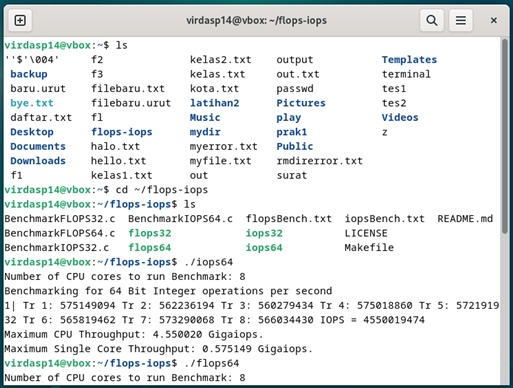 virdasp14@vbox: ~/flops-iops
virdasp14@vbox:~$ ls
''$'\004' f2 kelas2.txt output Templates
backup f3 kelas.txt out.txt terminal
baru.urut filebaru.txt kota.txt passwd tes1
bye.txt filebaru.urut latihan2 Pictures tes2
daftar.txt fl Music play Videos
Desktop flops-iops mydir prak1 z
Documents halo.txt myerror.txt Public
Downloads hello.txt myfile.txt rmdirerror.txt
f1 kelas1.txt out surat
virdasp14@vbox:~$ cd ~/flops-iops
virdasp14@vbox:~/flops-iops$ ls
BenchmarkFLOPS32.c BenchmarkIOPS64.c flopsBench.txt iopsBench.txt README.md
BenchmarkFLOPS64.c flops32 iops32 LICENSE
BenchmarkIOPS32.c flops64 iops64 Makefile
virdasp14@vbox:~/flops-iops$ ./iops64
Number of CPU cores to run Benchmark: 8
Benchmarking for 64 Bit Integer operations per second
1| Tr 1: 575149094 Tr 2: 562236194 Tr 3: 560279434 Tr 4: 575018860 Tr 5: 5721919
32 Tr 6: 565819462 Tr 7: 573290068 Tr 8: 566034430 IOPS = 4550019474
Maximum CPU Throughput: 4.550020 Gigaiops.
Maximum Single Core Throughput: 0.575149 Gigaiops.
virdasp14@vbox:~/flops-iops$ ./flops64
Number of CPU cores to run Benchmark: 8